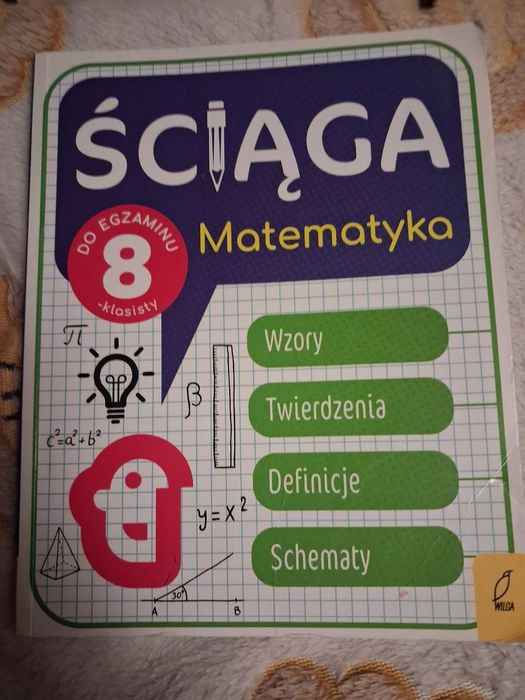 ŚCIĄGA
Matematyka
DO EGZAMINU
8
-klasisty
π
Wzory
β
Twierdzenia
c²=a²+b²
Definicje
y=x²
Schematy
30°
A B
WILGA